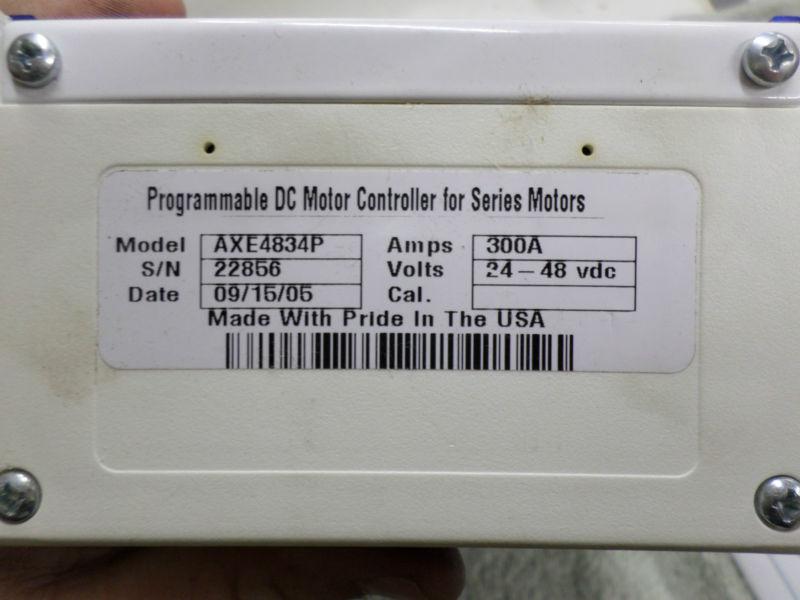 Programmable DC Motor Controller for Series Motors
Model AXE4834P Amps 300A
S/N 22856 Volts 24 – 48 vdc
Date 09/15/05 Cal.
Made With Pride In The USA